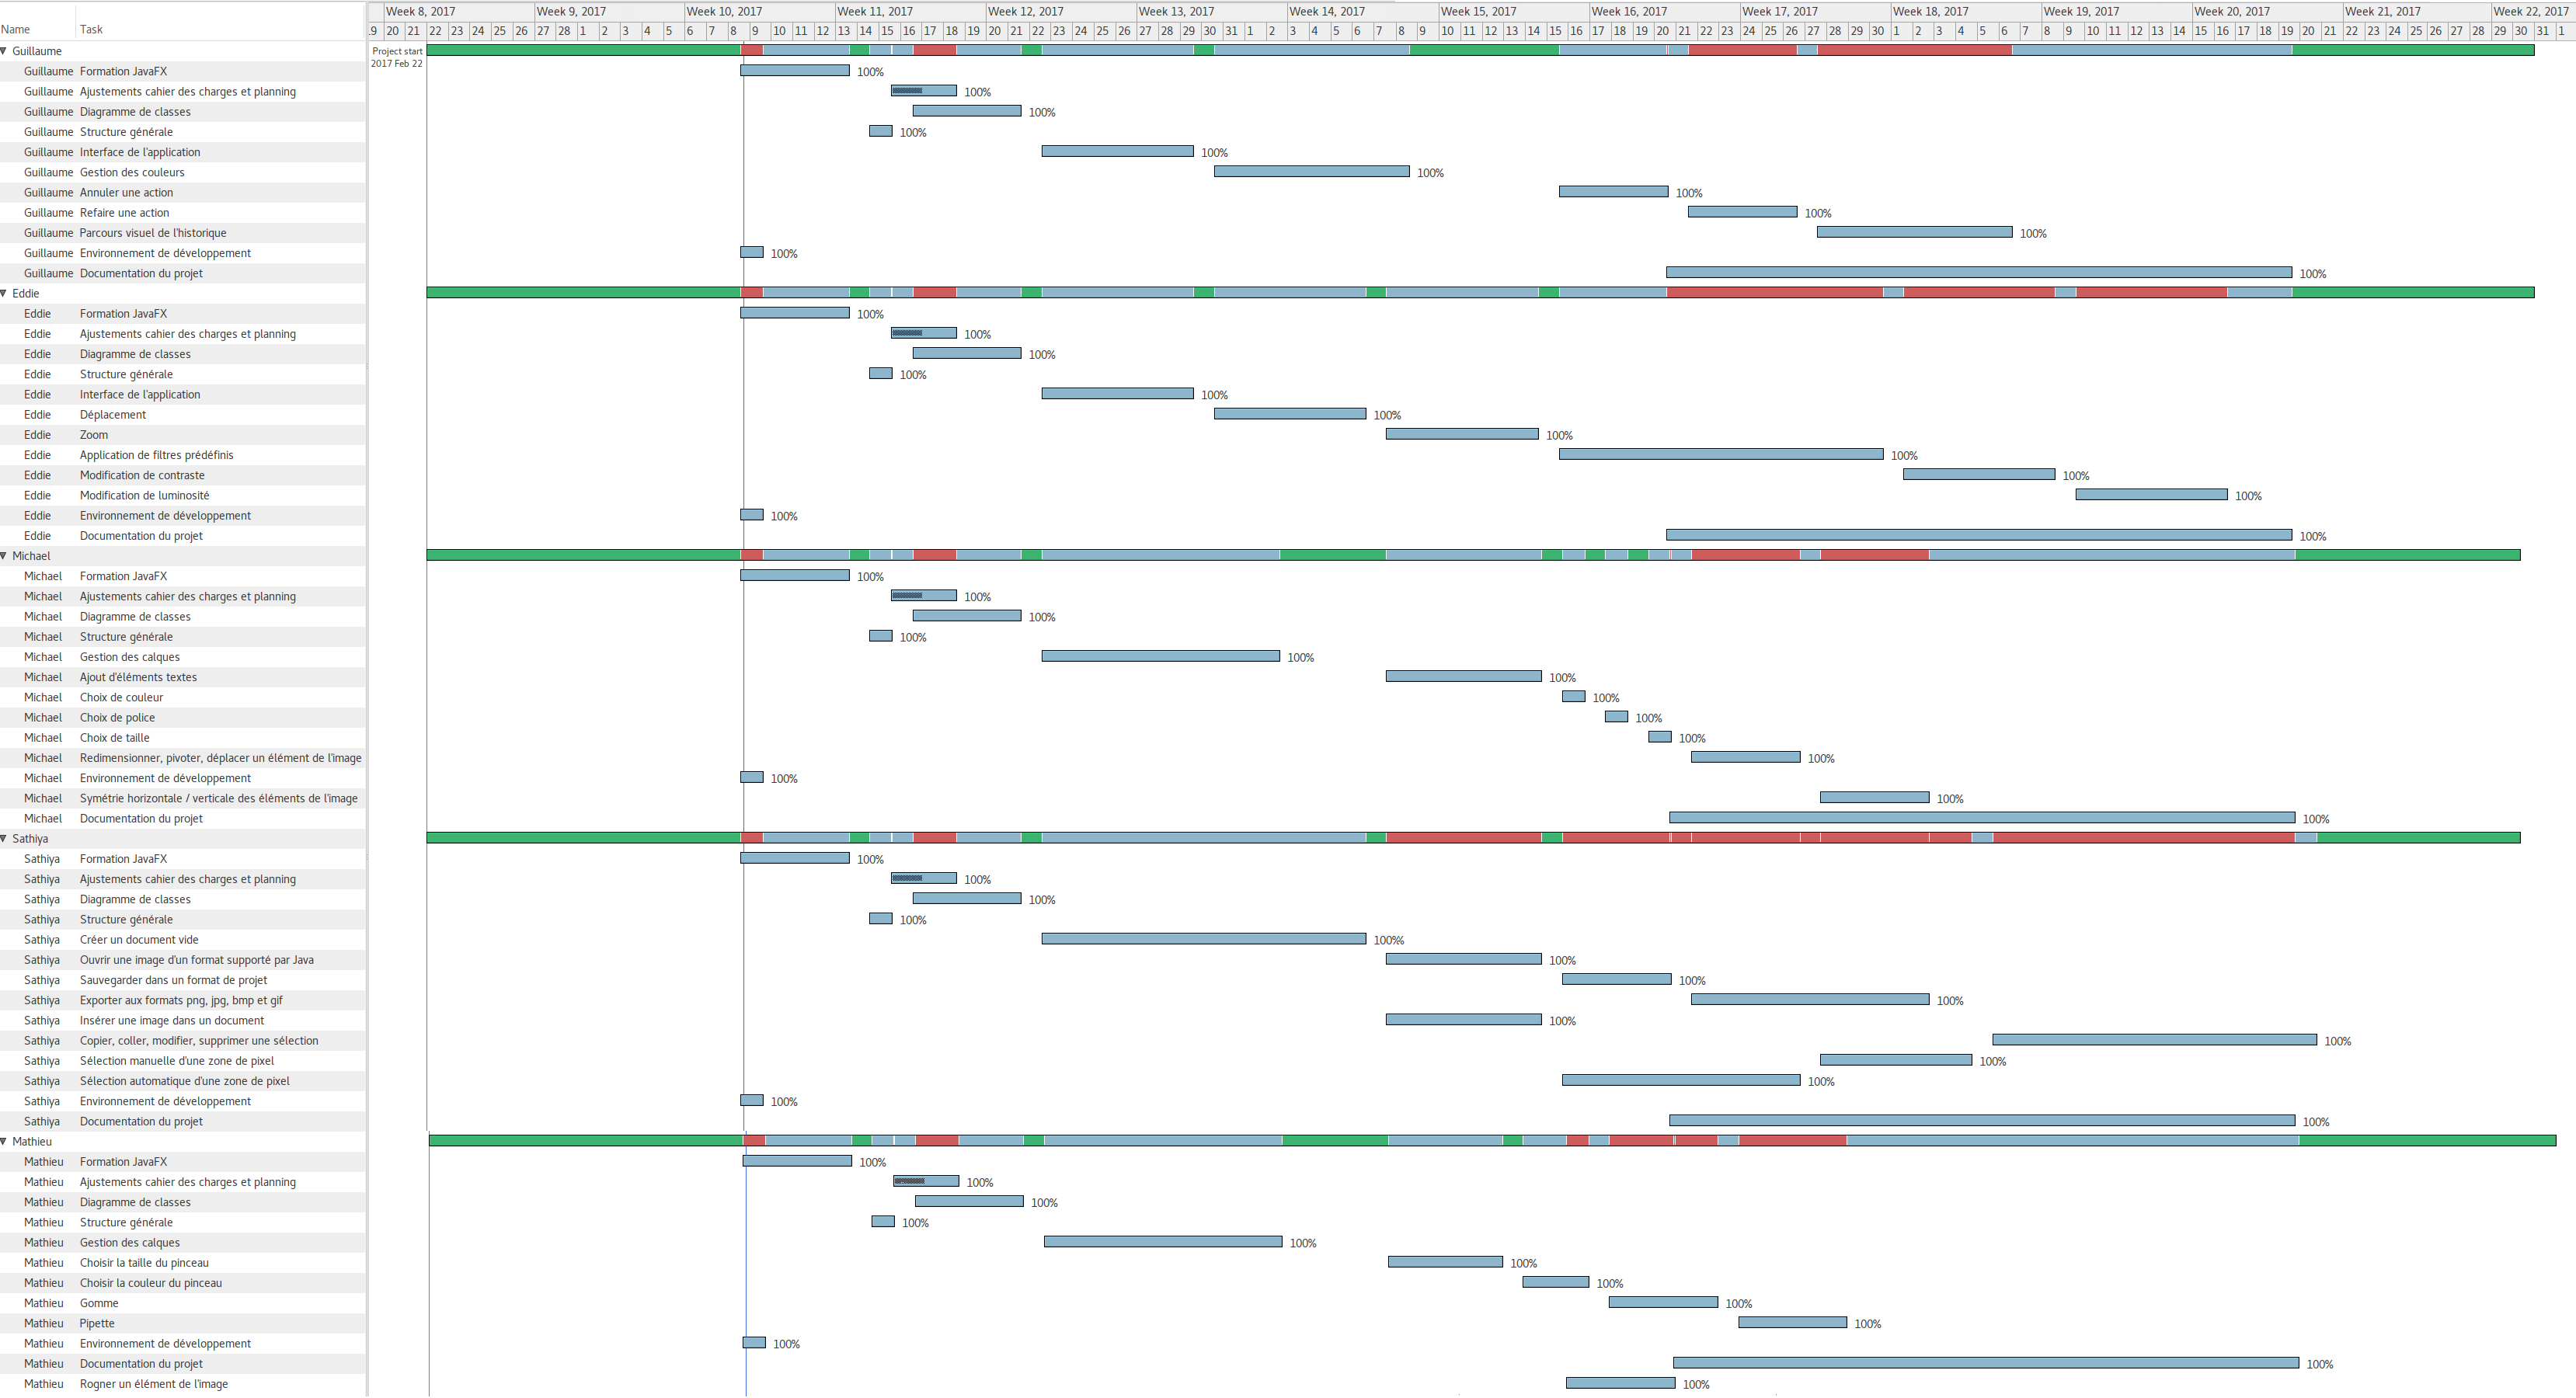 Week 8, 2017 Week 9, 2017 Week 10, 2017 Week 11, 2017 Week 12, 2017 Week 13, 2017 Week 14, 2017 Week 15, 2017 Week 16, 2017 Week 17, 2017 Week 18, 2017 Week 19, 2017 Week 20, 2017 Week 21, 2017 Week 22, 2017
Name Task 19 20 21 22 23 24 25 26 27 28 1 2 3 4 5 6 7 8 9 10 11 12 13 14 15 16 17 18 19 20 21 22 23 24 25 26 27 28 29 30 31 1 2 3 4 5 6 7 8 9 10 11 12 13 14 15 16 17 18 19 20 21 22 23 24 25 26 27 28 29 30 1 2 3 4 5 6 7 8 9 10 11 12 13 14 15 16 17 18 19 20 21 22 23 24 25 26 27 28 29 30 31 1
Guillaume Project start
2017 Feb 22
Guillaume Formation JavaFX 100%
Guillaume Ajustements cahier des charges et planning 100%
Guillaume Diagramme de classes 100%
Guillaume Structure générale 100%
Guillaume Interface de l'application 100%
Guillaume Gestion des couleurs 100%
Guillaume Annuler une action 100%
Guillaume Refaire une action 100%
Guillaume Parcours visuel de l'historique 100%
Guillaume Environnement de développement 100%
Guillaume Documentation du projet 100%
Eddie
Eddie Formation JavaFX 100%
Eddie Ajustements cahier des charges et planning 100%
Eddie Diagramme de classes 100%
Eddie Structure générale 100%
Eddie Interface de l'application 100%
Eddie Déplacement 100%
Eddie Zoom 100%
Eddie Application de filtres prédéfinis 100%
Eddie Modification de contraste 100%
Eddie Modification de luminosité 100%
Eddie Environnement de développement 100%
Eddie Documentation du projet 100%
Michael
Michael Formation JavaFX 100%
Michael Ajustements cahier des charges et planning 100%
Michael Diagramme de classes 100%
Michael Structure générale 100%
Michael Gestion des calques 100%
Michael Ajout d'éléments textes 100%
Michael Choix de couleur 100%
Michael Choix de police 100%
Michael Choix de taille 100%
Michael Redimensionner, pivoter, déplacer un élément de l'image 100%
Michael Environnement de développement 100%
Michael Symétrie horizontale / verticale des éléments de l'image 100%
Michael Documentation du projet 100%
Sathiya
Sathiya Formation JavaFX 100%
Sathiya Ajustements cahier des charges et planning 100%
Sathiya Diagramme de classes 100%
Sathiya Structure générale 100%
Sathiya Créer un document vide 100%%
Sathiya Ouvrir une image d'un format supporté par Java 100%
Sathiya Sauvegarder dans un format de projet 100%
Sathiya Exporter aux formats png, jpg, bmp et gif 100%
Sathiya Insérer une image dans un document 100%
Sathiya Copier, coller, modifier, supprimer une sélection 100%
Sathiya Sélection manuelle d'une zone de pixel 100%
Sathiya Sélection automatique d'une zone de pixel 100%
Sathiya Environnement de développement 100%
Sathiya Documentation du projet 100%
Mathieu
Mathieu Formation JavaFX 100%
Mathieu Ajustements cahier des charges et planning 100%
Mathieu Diagramme de classes 100%
Mathieu Structure générale 100%
Mathieu Gestion des calques 100%
Mathieu Choisir la taille du pinceau 100%
Mathieu Choisir la couleur du pinceau 100%
Mathieu Gomme 100%
Mathieu Pipette 100%
Mathieu Environnement de développement 100%
Mathieu Documentation du projet 100%
Mathieu Rogner un élément de l'image 100%